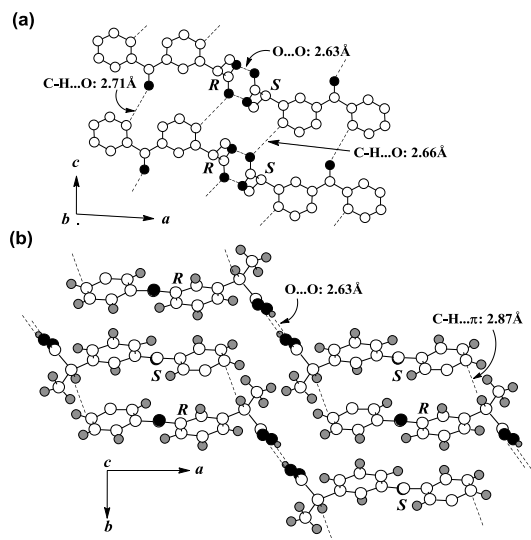 (a)
O...O: 2.63Å
C-H...O: 2.71Å
R
S
R
S
C-H...O: 2.66Å
c
b
a
(b)
R
O...O: 2.63Å
C-H...π: 2.87Å
S
S
R
R
c
a
b
S